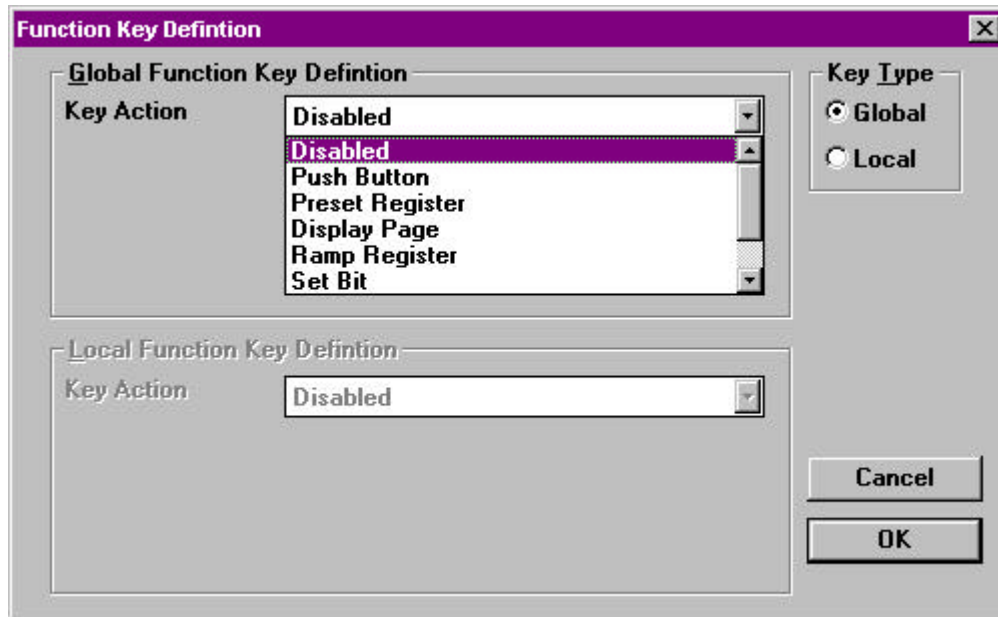 Function Key Defintion
Global Function Key Defintion
Key Action
Disabled
Disabled
Push Button
Preset Register
Display Page
Ramp Register
Set Bit
Key Type
Global
Local
Local Function Key Defintion
Key Action
Disabled
Cancel
OK